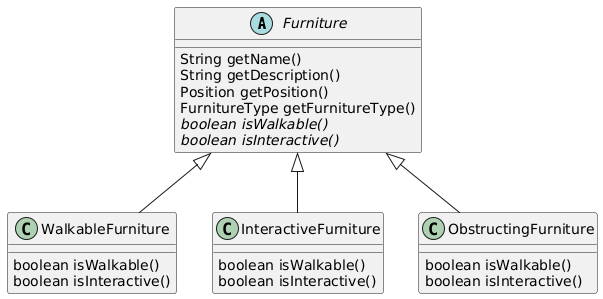 A Furniture
String getName()
String getDescription()
Position getPosition()
FurnitureType getFurnitureType()
boolean isWalkable()
boolean isInteractive()
C WalkableFurniture
boolean isWalkable()
boolean isInteractive()
C InteractiveFurniture
boolean isWalkable()
boolean isInteractive()
C ObstructingFurniture
boolean isWalkable()
boolean isInteractive()